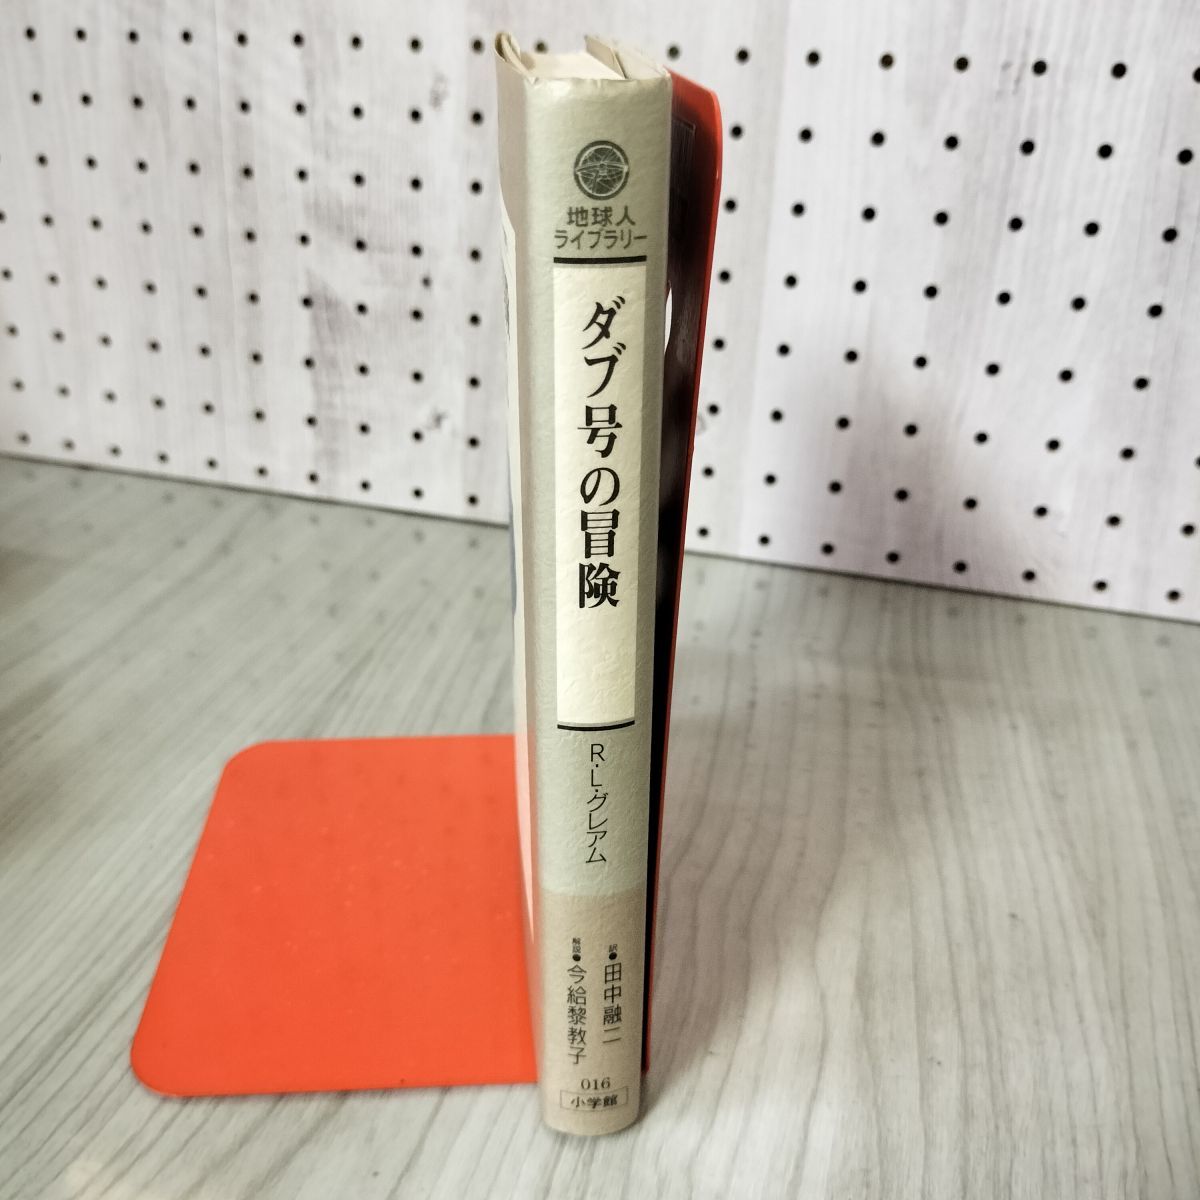 地球人
ライブラリー
ダブ号の冒険
R・L・グレアム
訳●田中融二
解説●今給黎教子
016
小学館